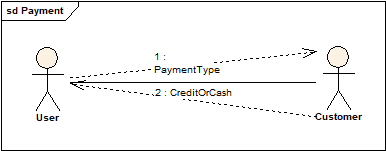 sd Payment
1 :
PaymentType
2 : CreditOrCash
User
Customer